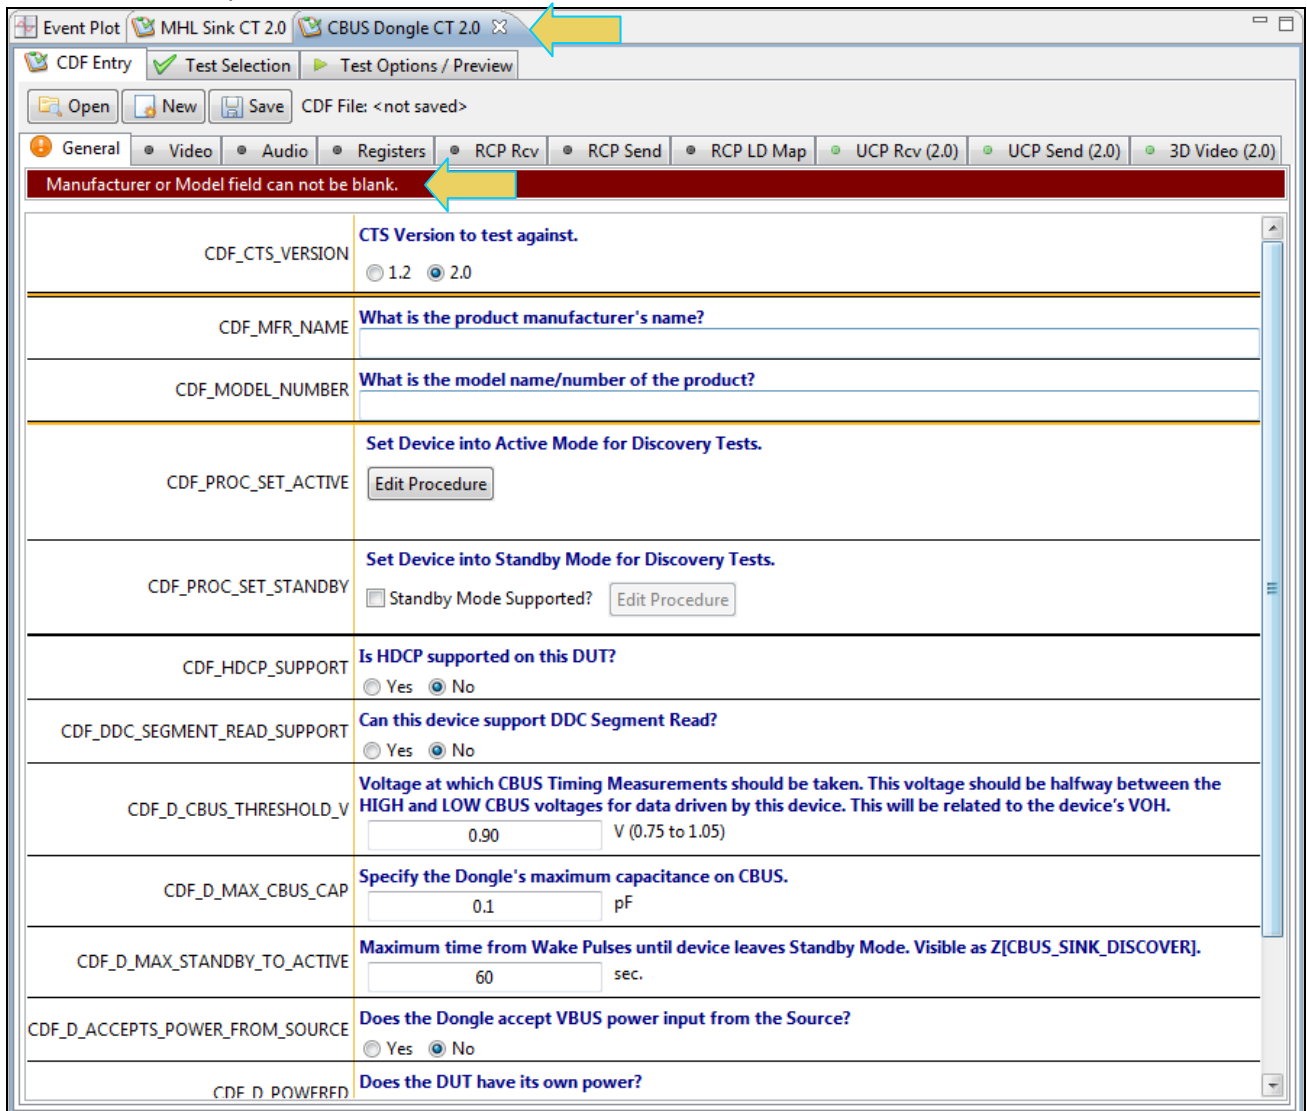 Event Plot MHL Sink CT 2.0 CBUS Dongle CT 2.0
CDF Entry Test Selection Test Options / Preview
Open New Save CDF File: <not saved>
General Video Audio Registers RCP Rcv RCP Send RCP LD Map UCP Rcv (2.0) UCP Send (2.0) 3D Video (2.0)
Manufacturer or Model field can not be blank.
CDF_CTS_VERSION
CTS Version to test against.
1.2 2.0
CDF_MFR_NAME
What is the product manufacturer's name?
CDF_MODEL_NUMBER
What is the model name/number of the product?
CDF_PROC_SET_ACTIVE
Set Device into Active Mode for Discovery Tests.
Edit Procedure
CDF_PROC_SET_STANDBY
Set Device into Standby Mode for Discovery Tests.
Standby Mode Supported? Edit Procedure
CDF_HDCP_SUPPORT
Is HDCP supported on this DUT?
Yes No
CDF_DDC_SEGMENT_READ_SUPPORT
Can this device support DDC Segment Read?
Yes No
CDF_D_CBUS_THRESHOLD_V
Voltage at which CBUS Timing Measurements should be taken. This voltage should be halfway between the
HIGH and LOW CBUS voltages for data driven by this device. This will be related to the device's VOH.
0.90 V (0.75 to 1.05)
CDF_D_MAX_CBUS_CAP
Specify the Dongle's maximum capacitance on CBUS.
0.1 pF
CDF_D_MAX_STANDBY_TO_ACTIVE
Maximum time from Wake Pulses until device leaves Standby Mode. Visible as Z[CBUS_SINK_DISCOVER].
60 sec.
CDF_D_ACCEPTS_POWER_FROM_SOURCE
Does the Dongle accept VBUS power input from the Source?
Yes No
CDF_D_POWERED
Does the DUT have its own power?